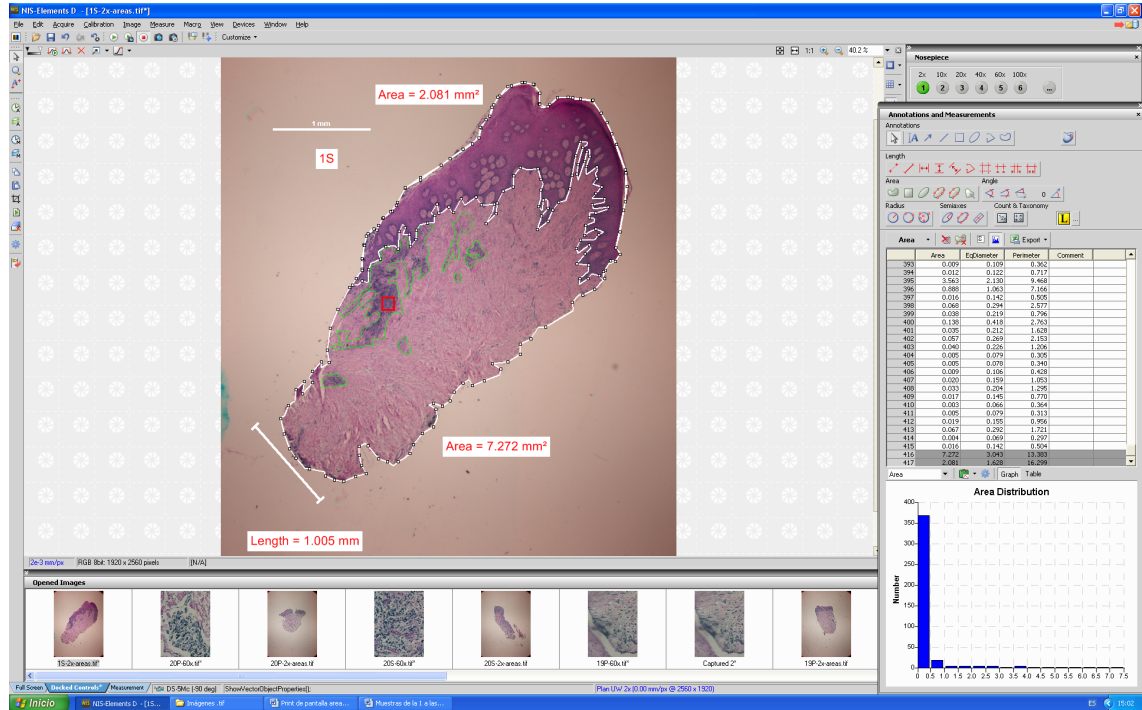 NIS-Elements D - [1S-2x-areas.tif*]
File Edit Acquire Calibration Image Measure Macro View Devices Window Help
Customize
1:1 40.2 %
Nosepiece
2x 10x 20x 40x 60x 100x
1 2 3 4 5 6 ...
Area = 2.081 mm²
1 mm
1S
Area = 7.272 mm²
Length = 1.005 mm
Annotations and Measurements
Annotations
Length
Area Angle
Radius Semiaxes Count & Taxonomy
Area Export
Area EqDiameter Perimeter Comment
393 0.009 0.109 0.362
394 0.012 0.122 0.717
395 3.563 2.130 9.468
396 0.888 1.063 7.166
397 0.016 0.142 0.505
398 0.068 0.294 2.577
399 0.038 0.219 0.796
400 0.138 0.418 2.763
401 0.035 0.212 1.628
402 0.057 0.269 2.153
403 0.040 0.226 1.206
404 0.005 0.079 0.305
405 0.005 0.078 0.340
406 0.009 0.106 0.428
407 0.020 0.159 1.053
408 0.033 0.204 1.295
409 0.017 0.145 0.770
410 0.003 0.066 0.364
411 0.005 0.079 0.313
412 0.019 0.155 0.956
413 0.067 0.292 1.721
414 0.004 0.069 0.297
415 0.016 0.142 0.504
416 7.272 3.043 13.383
417 2.081 1.628 16.299
Area Graph Table
Area Distribution
Number
400
350
300
250
200
150
100
50
0
0 0.5 1.0 1.5 2.0 2.5 3.0 3.5 4.0 4.5 5.0 5.5 6.0 6.5 7.0 7.5
2e-3 mm/px RGB 8bit: 1920 x 2560 pixels [N/A]
Opened Images
1S-2x-areas.tif* 20P-60x.tif* 20P-2x-areas.tif 20S-60x.tif* 20S-2x-areas.tif 19P-60x.tif* Captured 2* 19P-2x-areas.tif
Full Screen Docked Controls* Measurement DS-5Mc (-90 deg) ShowVectorObjectProperties(); Plan UW 2x (0.00 mm/px @ 2560 x 1920)
Inicio NIS-Elements D - [1S... Imágenes .tif Print de pantalla area... Muestras de la 1 a las... ES 15:02